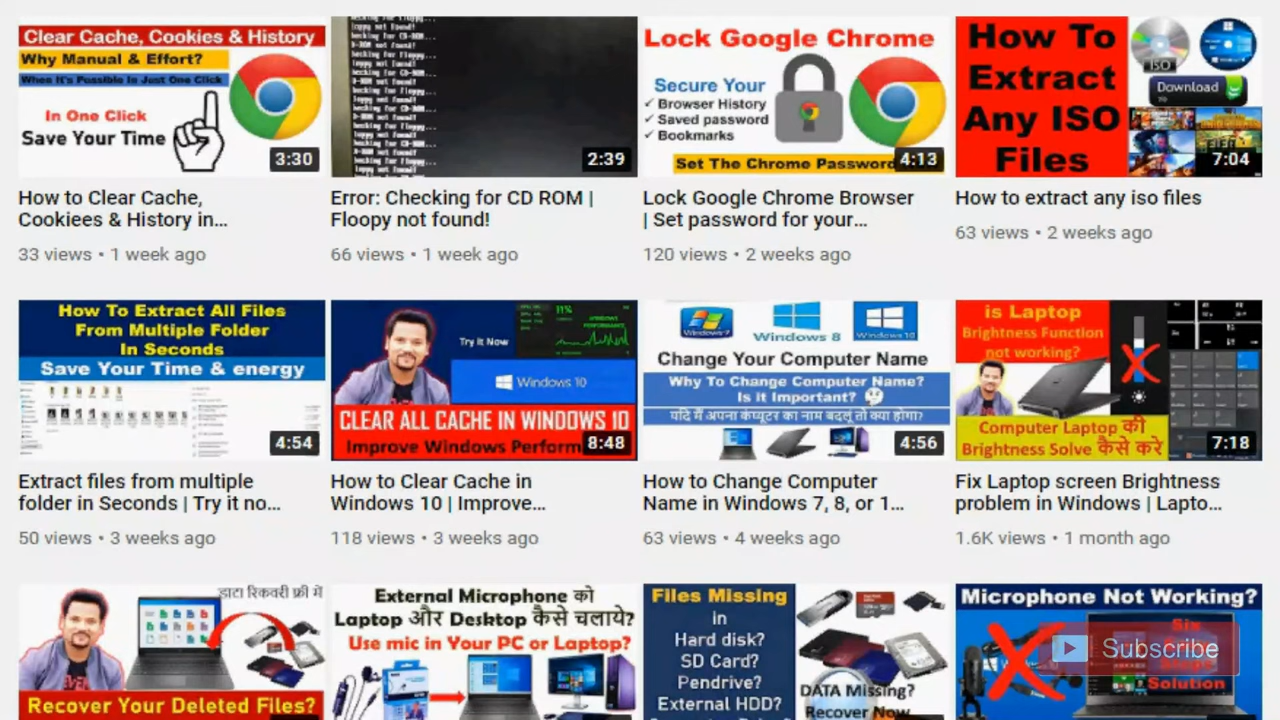 Clear Cache, Cookies & History
Why Manual & Effort?
When It's Possible In Just One Click
In One Click
Save Your Time
3:30
How to Clear Cache,
Cookiees & History in...
33 views • 1 week ago
2:39
Error: Checking for CD ROM |
Floopy not found!
66 views • 1 week ago
Lock Google Chrome
Secure Your
✓ Browser History
✓ Saved password
✓ Bookmarks
Set The Chrome Password
4:13
Lock Google Chrome Browser
| Set password for your...
120 views • 2 weeks ago
How To
Extract
Any ISO
Files
ISO
Download
7:04
How to extract any iso files
63 views • 2 weeks ago
How To Extract All Files
From Multiple Folder
In Seconds
Save Your Time & energy
4:54
Extract files from multiple
folder in Seconds | Try it no...
50 views • 3 weeks ago
Try It Now
Windows 10
CLEAR ALL CACHE IN WINDOWS 10
Improve Windows Perform
8:48
How to Clear Cache in
Windows 10 | Improve...
118 views • 3 weeks ago
Windows 7
Windows 8
Windows 10
Change Your Computer Name
Why To Change Computer Name?
Is it Important?
यदि मैं अपना कंप्यूटर का नाम बदलूं तो क्या होगा?
4:56
How to Change Computer
Name in Windows 7, 8, or 1...
63 views • 4 weeks ago
is Laptop
Brightness Function
not working?
Computer Laptop की
Brightness Solve कैसे करे
7:18
Fix Laptop screen Brightness
problem in Windows | Lapto...
1.6K views • 1 month ago
डाटा रिकवरी फ्री में
Recover Your Deleted Files?
External Microphone को
Laptop और Desktop कैसे चलाये?
Use mic in Your PC or Laptop?
Files Missing
In
Hard disk?
SD Card?
Pendrive?
External HDD?
DATA Missing?
Recover Now
Microphone Not Working?
Six
Solution
Subscribe